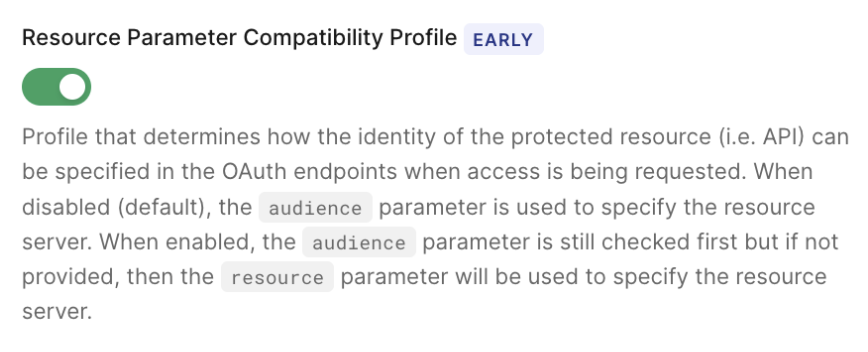 Resource Parameter Compatibility Profile EARLY
Profile that determines how the identity of the protected resource (i.e. API) can
be specified in the OAuth endpoints when access is being requested. When
disabled (default), the audience parameter is used to specify the resource
server. When enabled, the audience parameter is still checked first but if not
provided, then the resource parameter will be used to specify the resource
server.